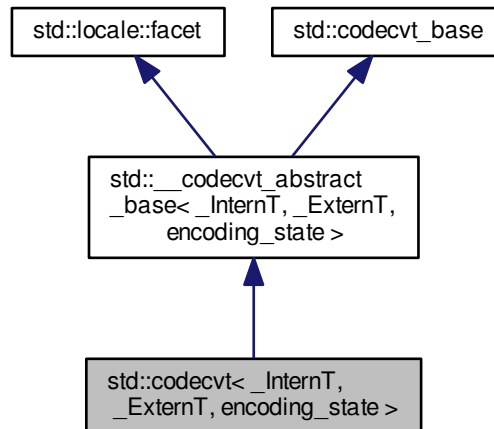 std::locale::facet
std::codecvt_base
std::__codecvt_abstract
_base< _InternT, _ExternT,
encoding_state >
std::codecvt< _InternT,
_ExternT, encoding_state >